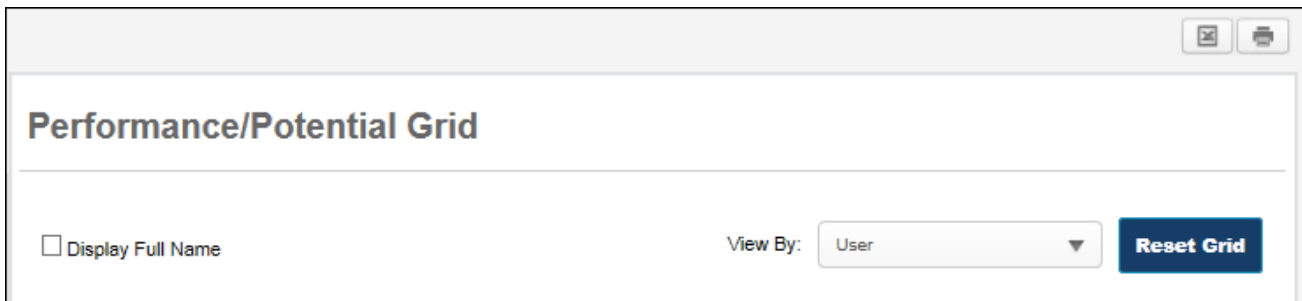 Performance/Potential Grid
Display Full Name
View By:
User
Reset Grid